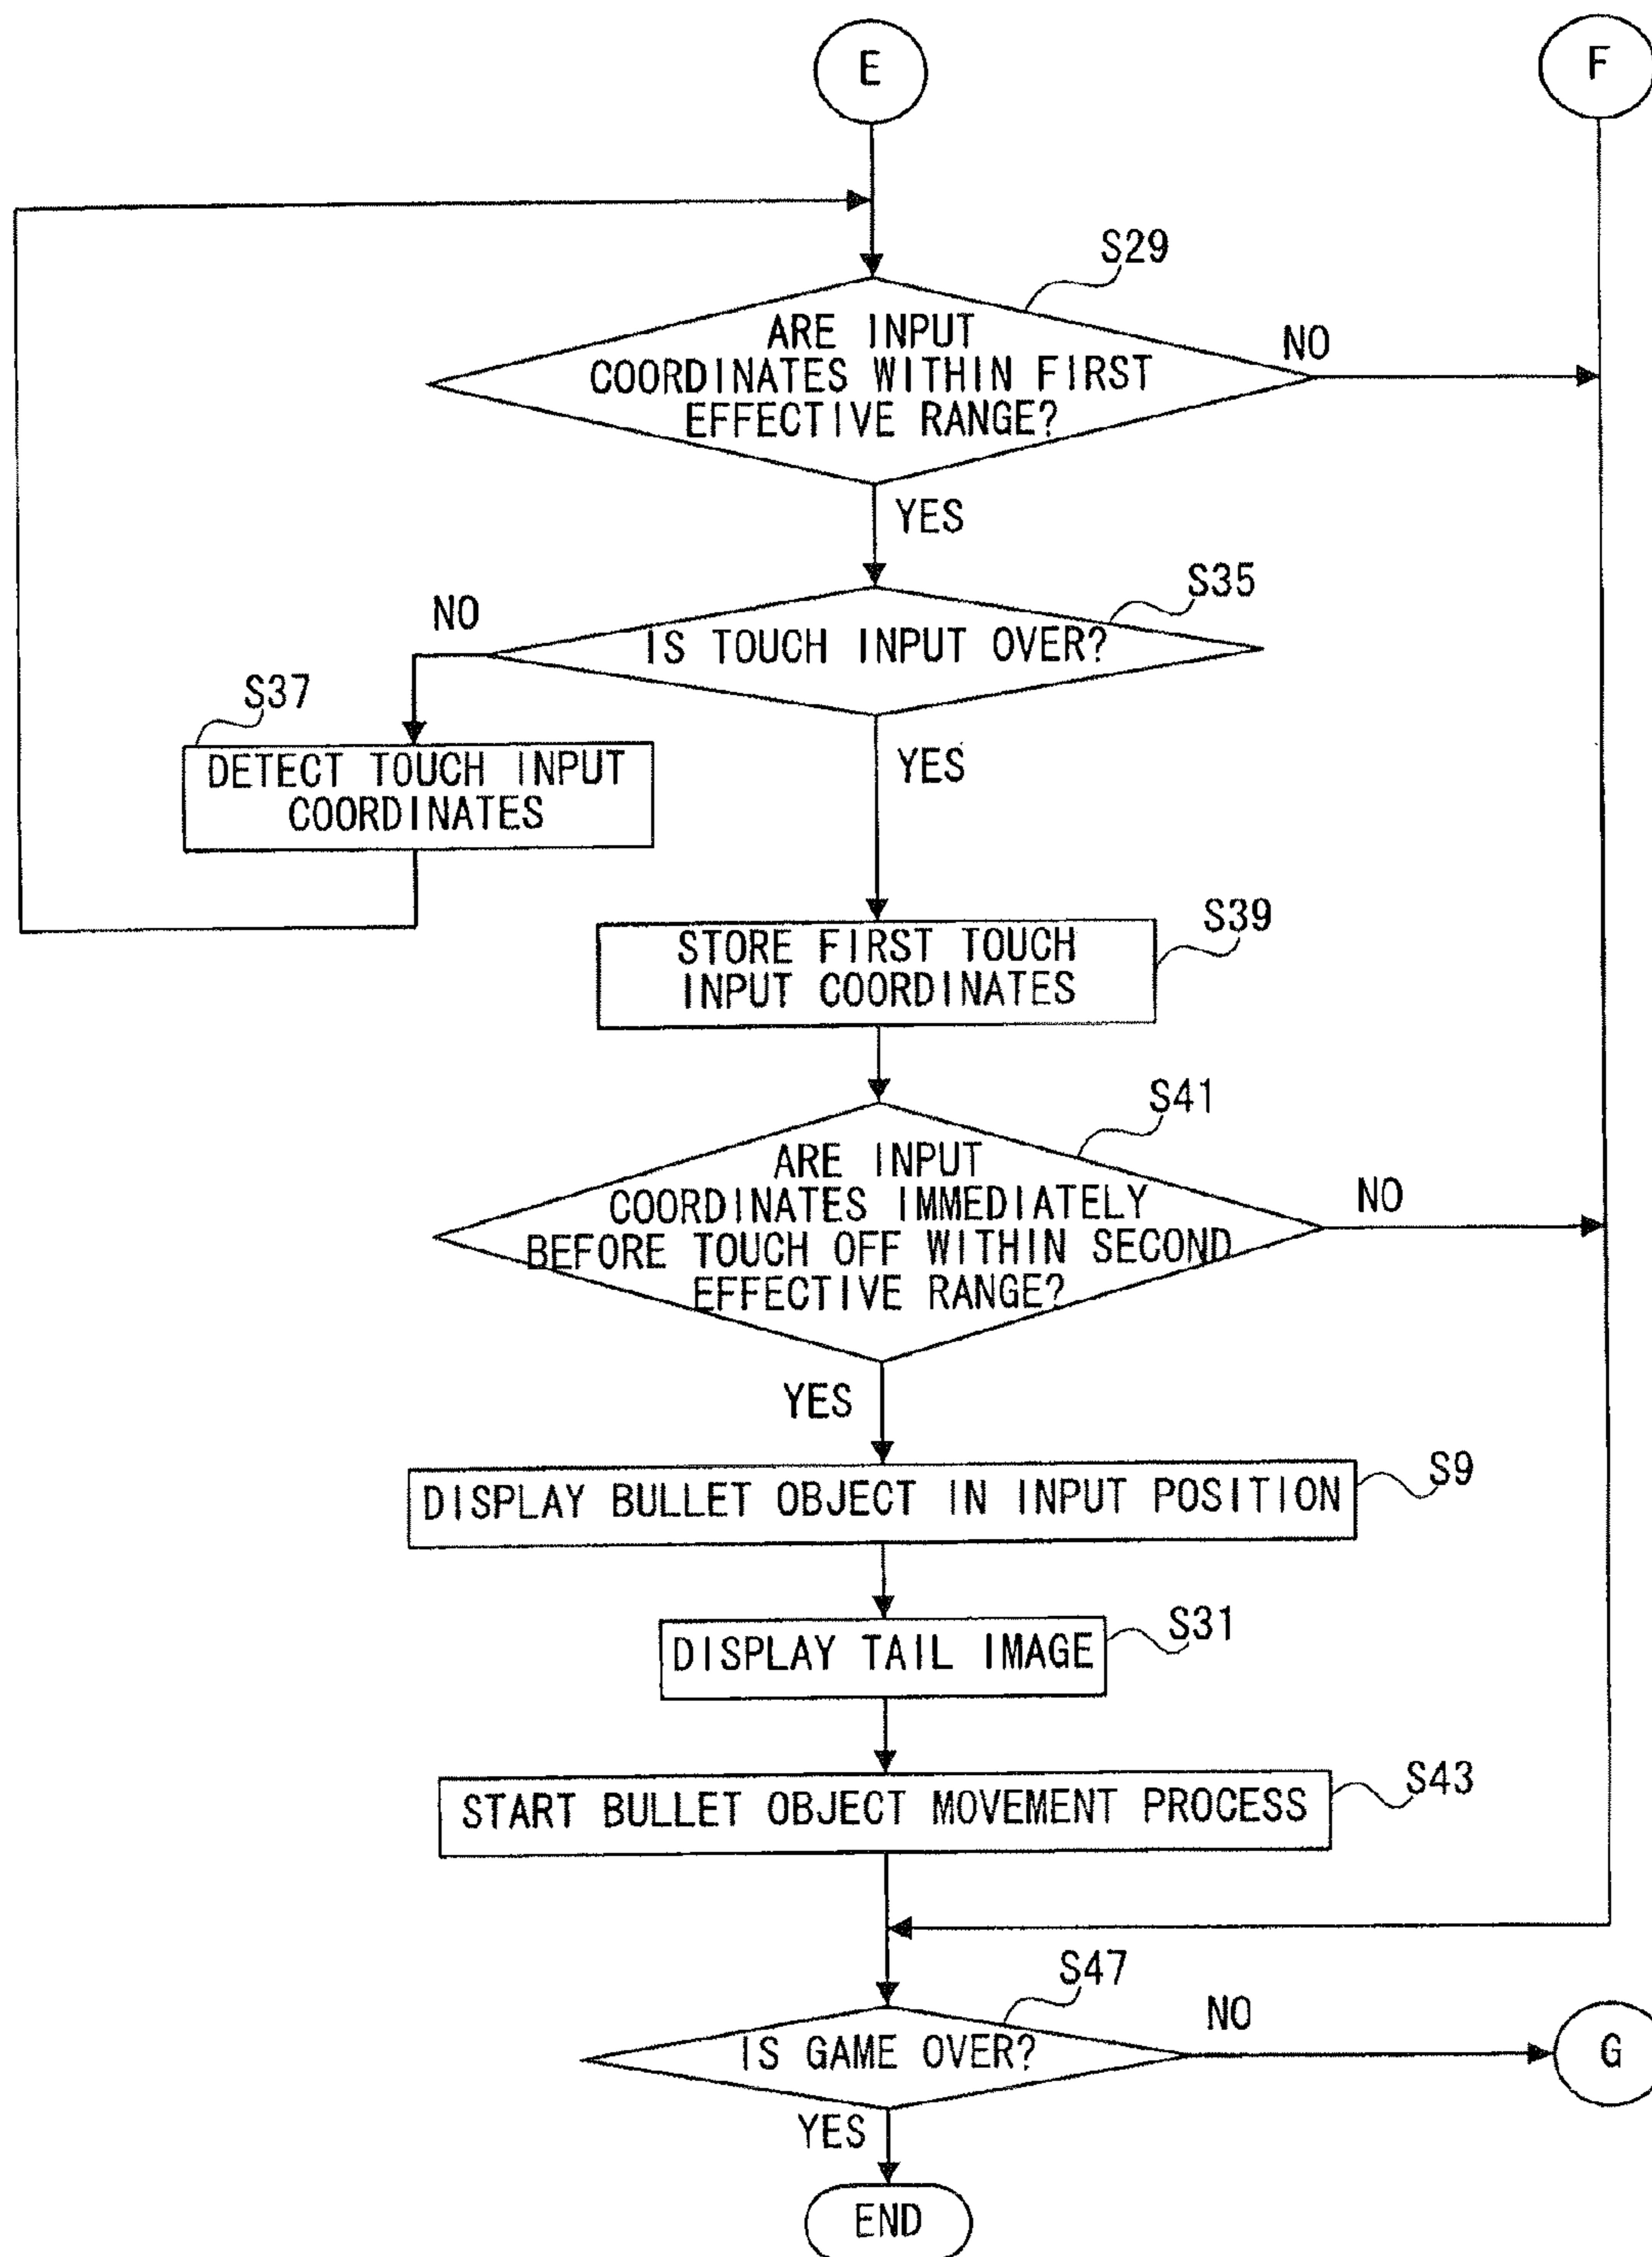 E
F
S29
ARE INPUT
COORDINATES WITHIN FIRST
EFFECTIVE RANGE?
NO
YES
S35
NO
IS TOUCH INPUT OVER?
S37
DETECT TOUCH INPUT
COORDINATES
YES
S39
STORE FIRST TOUCH
INPUT COORDINATES
S41
ARE INPUT
COORDINATES IMMEDIATELY
BEFORE TOUCH OFF WITHIN SECOND
EFFECTIVE RANGE?
NO
YES
S9
DISPLAY BULLET OBJECT IN INPUT POSITION
S31
DISPLAY TAIL IMAGE
S43
START BULLET OBJECT MOVEMENT PROCESS
S47
IS GAME OVER?
NO
G
YES
END